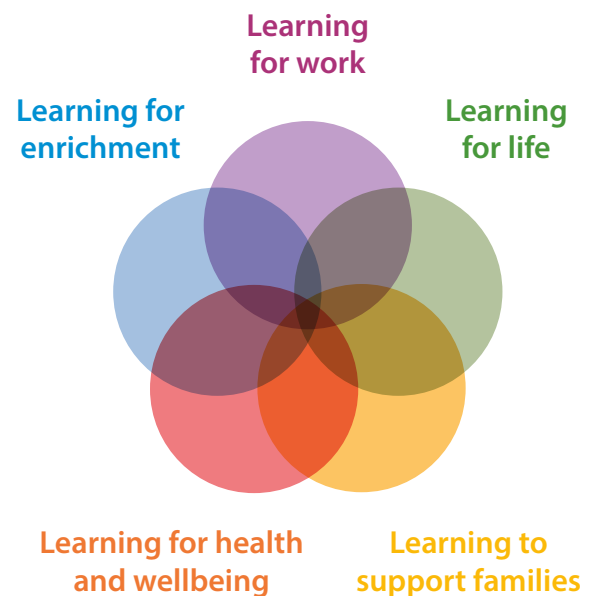 Learning
for work
Learning for
enrichment
Learning
for life
Learning for health
and wellbeing
Learning to
support families